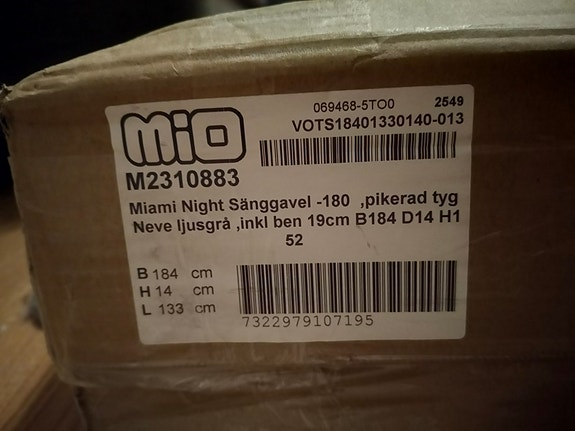 mio
069468-5TO0 2549
VOTS18401330140-013
M2310883
Miami Night Sänggavel -180 ,pikerad tyg
Neve ljusgrå ,inkl ben 19cm B184 D14 H1
52
B 184 cm
H 14 cm
L 133 cm
7322979107195